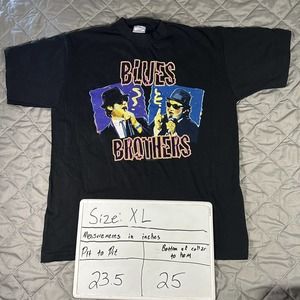 BLUES
BROTHERS
Size: XL
Measurements in inches
Pit to Pit
Bottom of collar
to hem
23.5
25